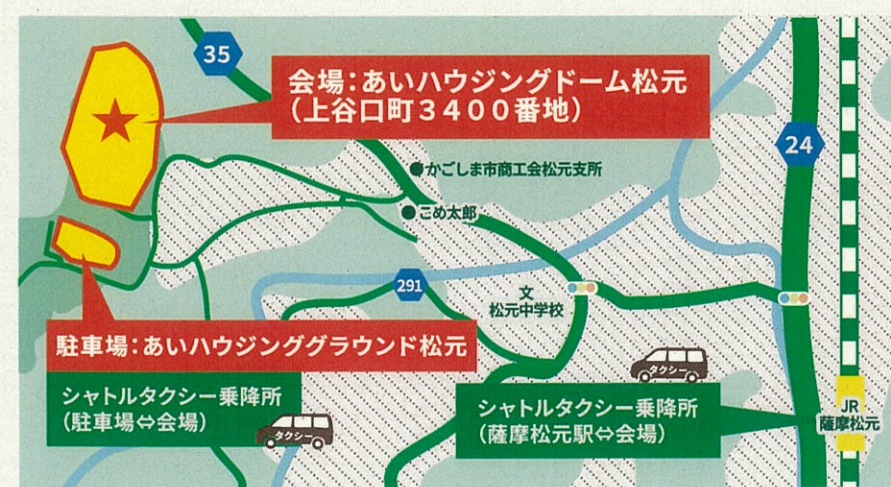 35
会場：あいハウジングドーム松元
（上谷口町３４００番地）
24
かごしま市商工会松元支所
こめ太郎
291
文
松元中学校
駐車場：あいハウジンググラウンド松元
タクシー
シャトルタクシー乗降所
（駐車場⇔会場）
タクシー
シャトルタクシー乗降所
（薩摩松元駅⇔会場）
JR
薩摩松元